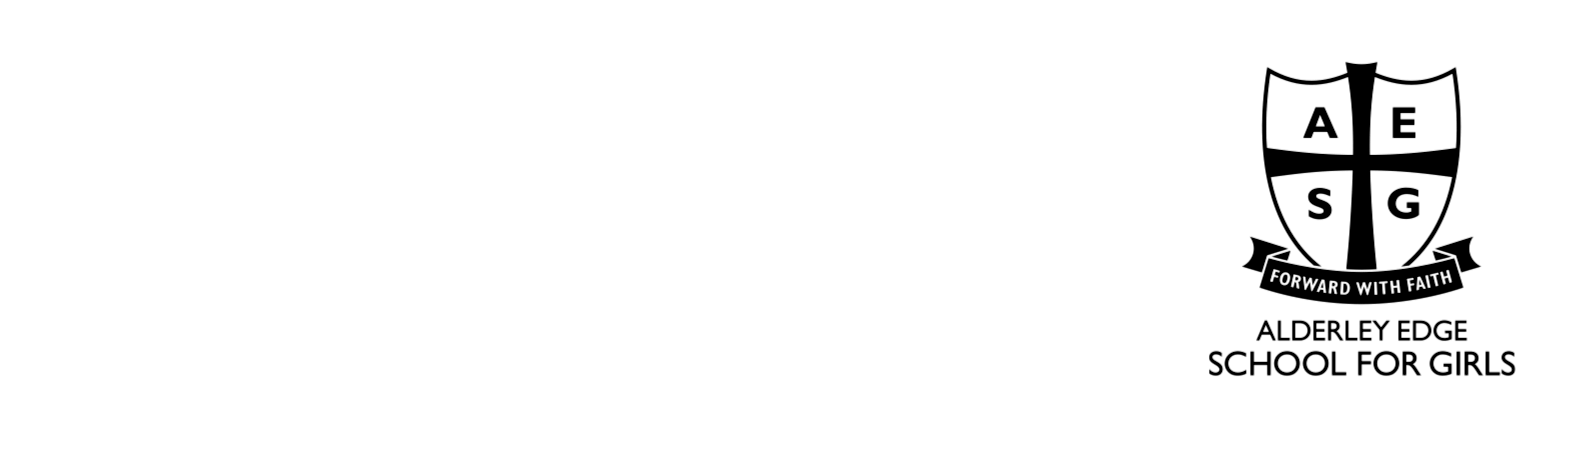 A E
S G
FORWARD WITH FAITH
ALDERLEY EDGE
SCHOOL FOR GIRLS